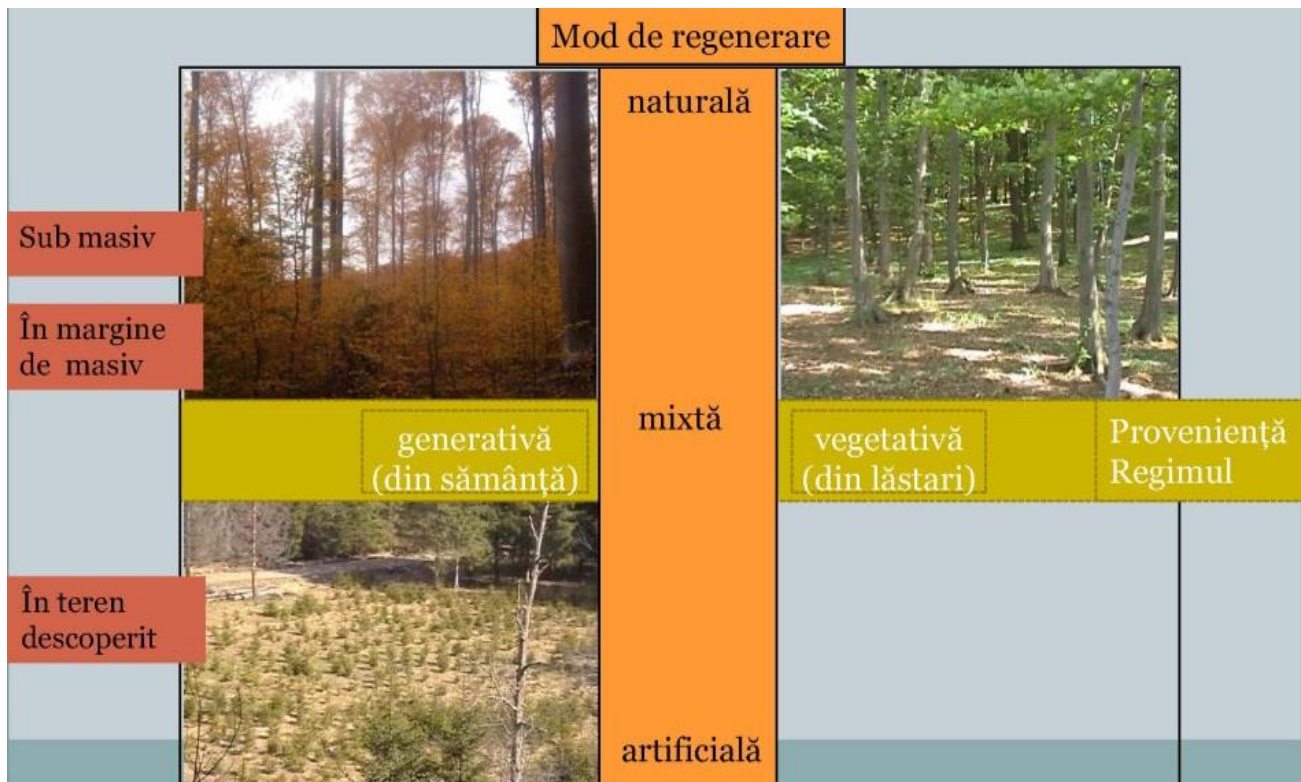 Mod de regenerare
naturală
Sub masiv
În margine
de masiv
mixtă
generativă
(din sămânță)
vegetativă
(din lăstari)
Proveniență
Regimul
În teren
descoperit
artificială